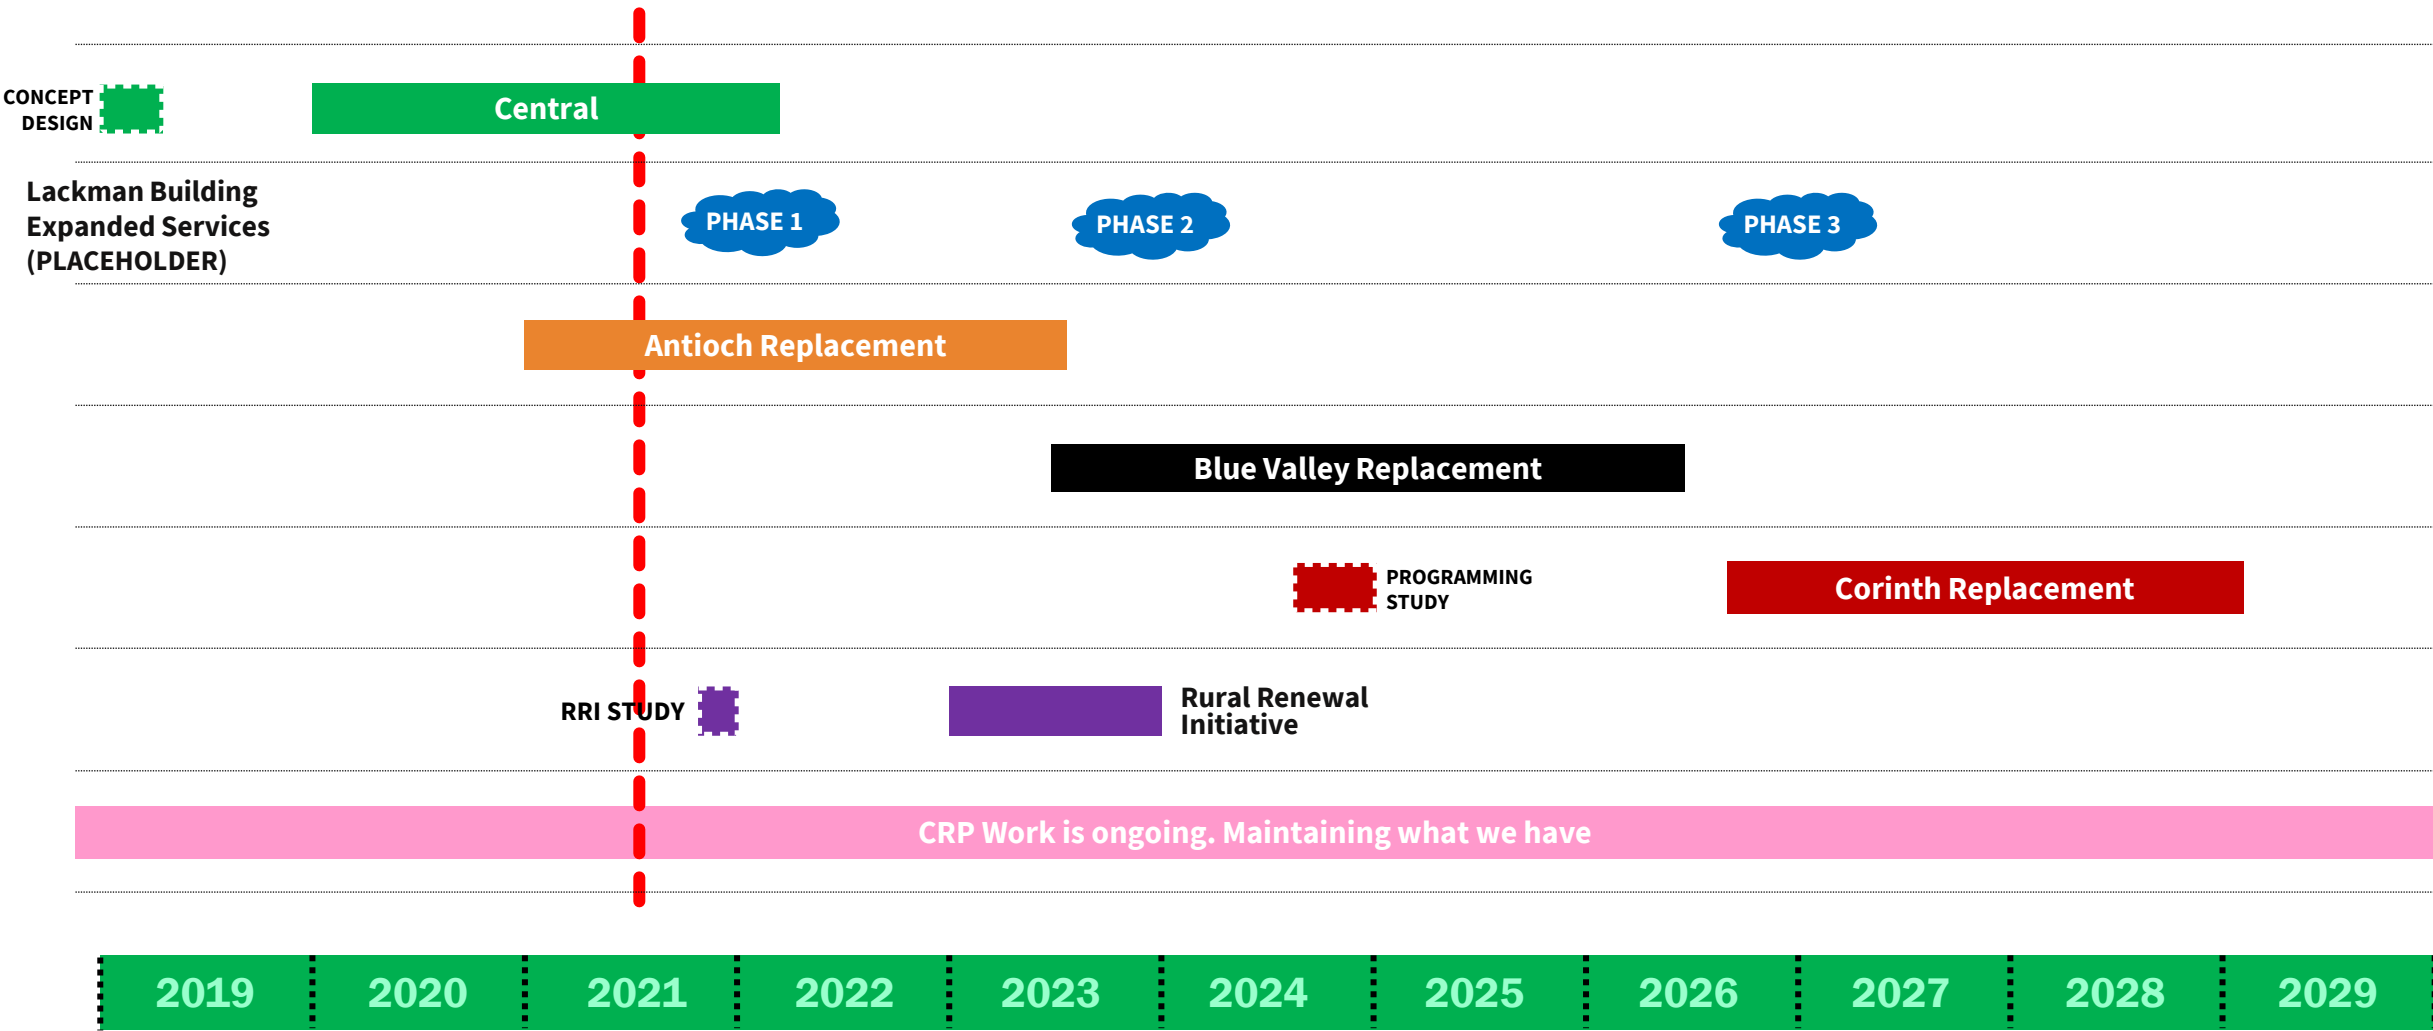 CONCEPT
DESIGN
Central
Lackman Building
Expanded Services
(PLACEHOLDER)
PHASE 1
PHASE 2
PHASE 3
Antioch Replacement
Blue Valley Replacement
PROGRAMMING
STUDY
Corinth Replacement
RRI STUDY
Rural Renewal
Initiative
CRP Work is ongoing. Maintaining what we have
2019 2020 2021 2022 2023 2024 2025 2026 2027 2028 2029